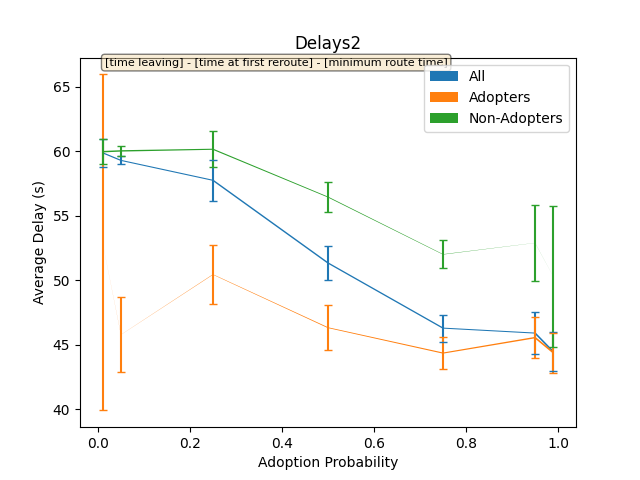 Delays2
[time leaving] - [time at first reroute] - [minimum route time]
All
Adopters
Non-Adopters
65
60
55
50
45
40
Average Delay (s)
0.0 0.2 0.4 0.6 0.8 1.0
Adoption Probability